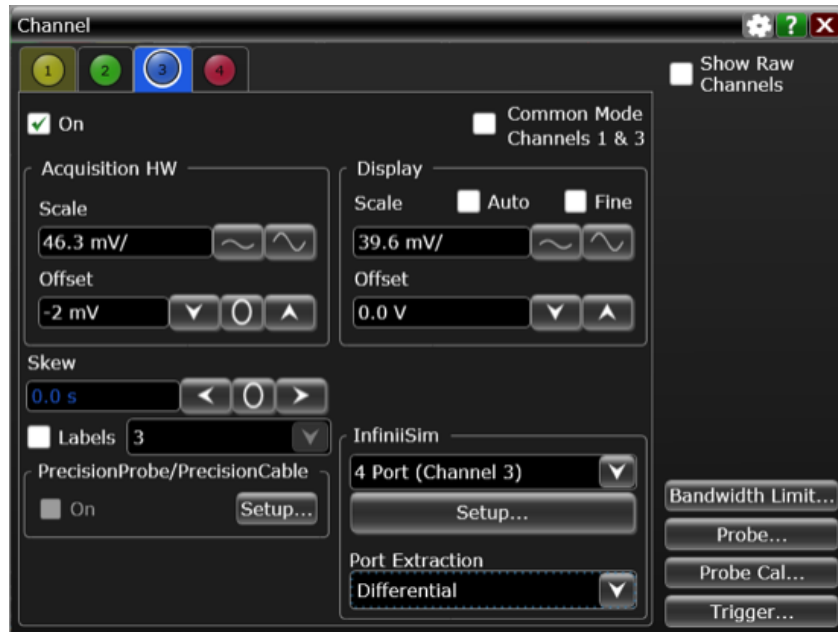 Channel
?
X
1
2
3
4
Show Raw
Channels
On
Common Mode
Channels 1 & 3
Acquisition HW
Display
Scale
Scale
Auto
Fine
46.3 mV/
39.6 mV/
Offset
Offset
-2 mV
0
0.0 V
Skew
0.0 s
0
Labels
3
InfiniiSim
PrecisionProbe/PrecisionCable
4 Port (Channel 3)
On
Setup...
Setup...
Port Extraction
Differential
Bandwidth Limit...
Probe...
Probe Cal...
Trigger...